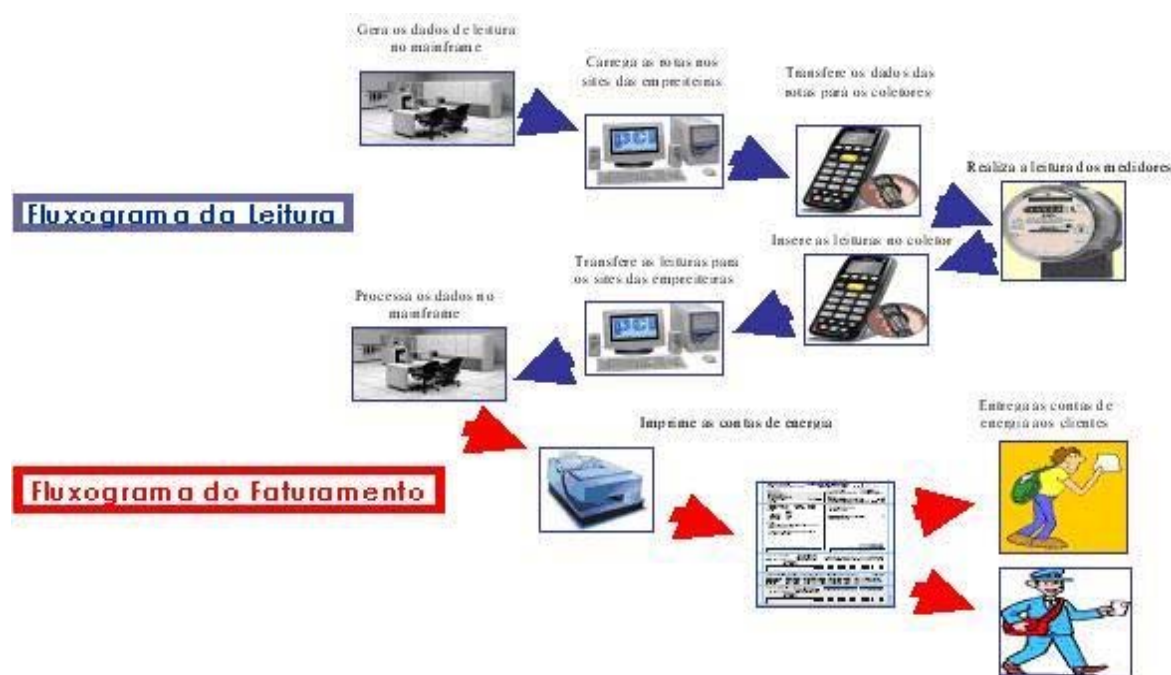 Gera os dados de leitura
no mainframe
Carrega as rotas nos
sites das empreiteiras
Transfere os dados das
rotas para os coletores
Realiza a leitura dos medidores
Fluxograma da Leitura
Insere as leituras no coletor
Transfere as leituras para
os sites das empreiteiras
Processa os dados no
mainframe
Imprime as contas de energia
Entrega as contas de
energia aos clientes
Fluxograma do Faturamento